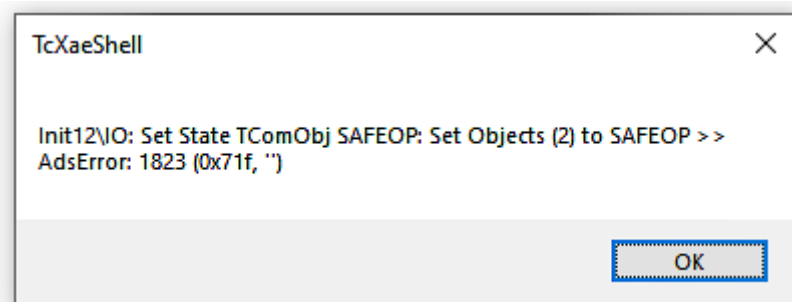 TcXaeShell
Init12\IO: Set State TComObj SAFEOP: Set Objects (2) to SAFEOP >>
AdsError: 1823 (0x71f, '')
OK